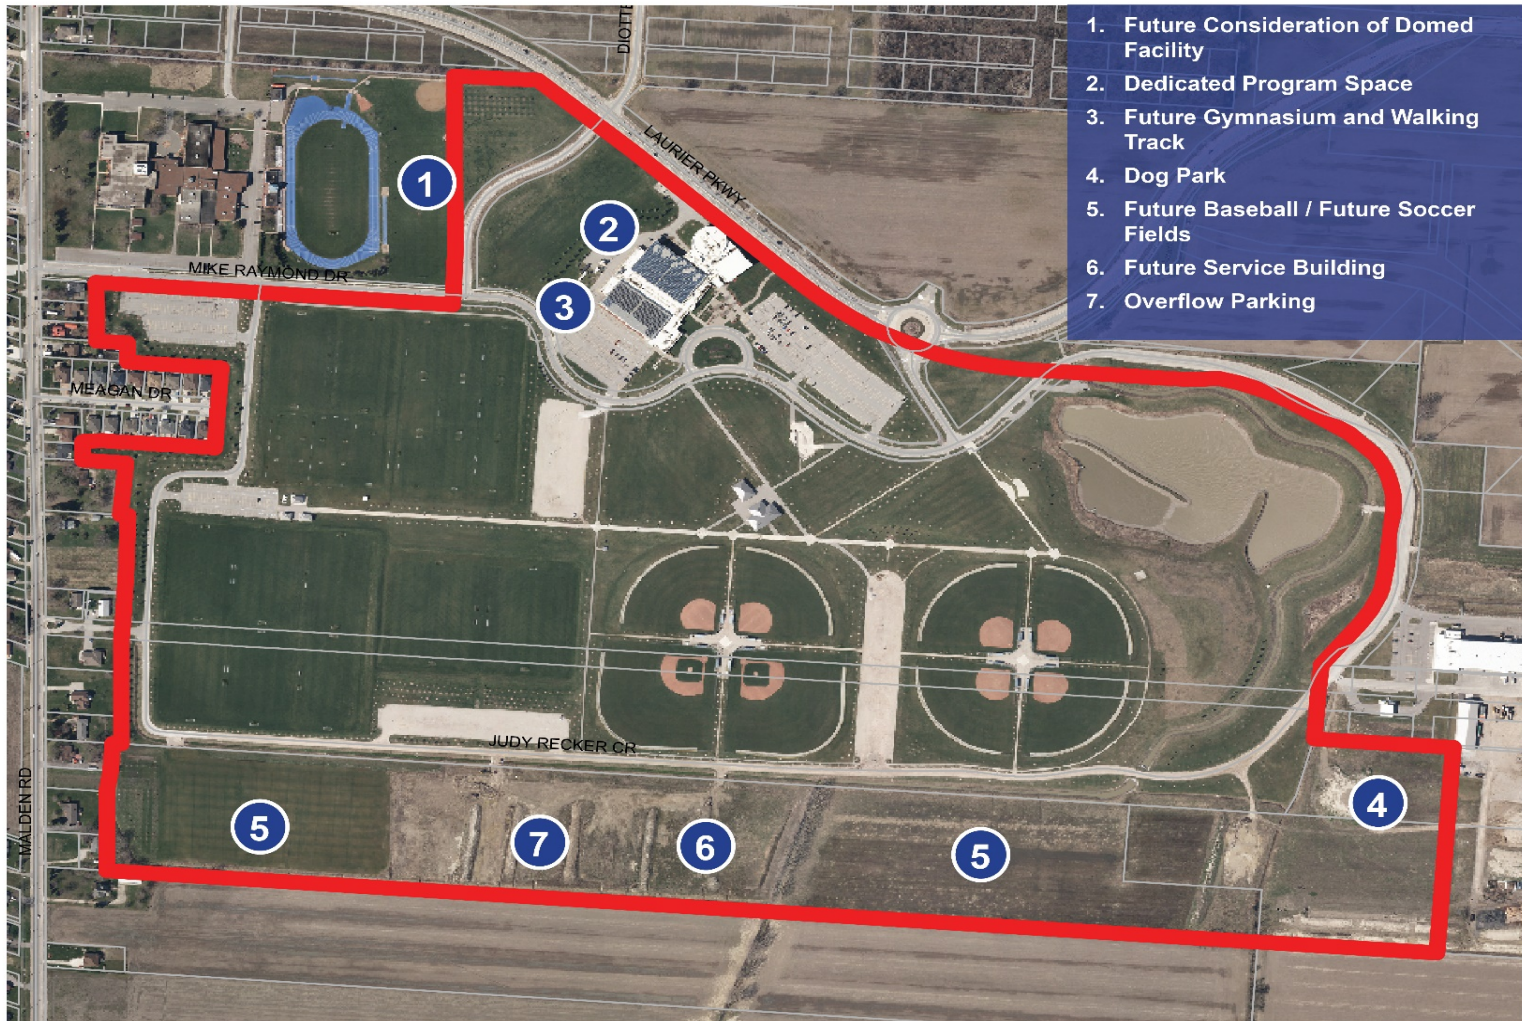 1. Future Consideration of Domed
Facility
2. Dedicated Program Space
3. Future Gymnasium and Walking
Track
4. Dog Park
5. Future Baseball / Future Soccer
Fields
6. Future Service Building
7. Overflow Parking
DIOTTE
LAURIER PKWY
1
2
MIKE RAYMOND DR
3
MEAGAN DR
JUDY RECKER CR
MALDEN RD
4
5
7
6
5